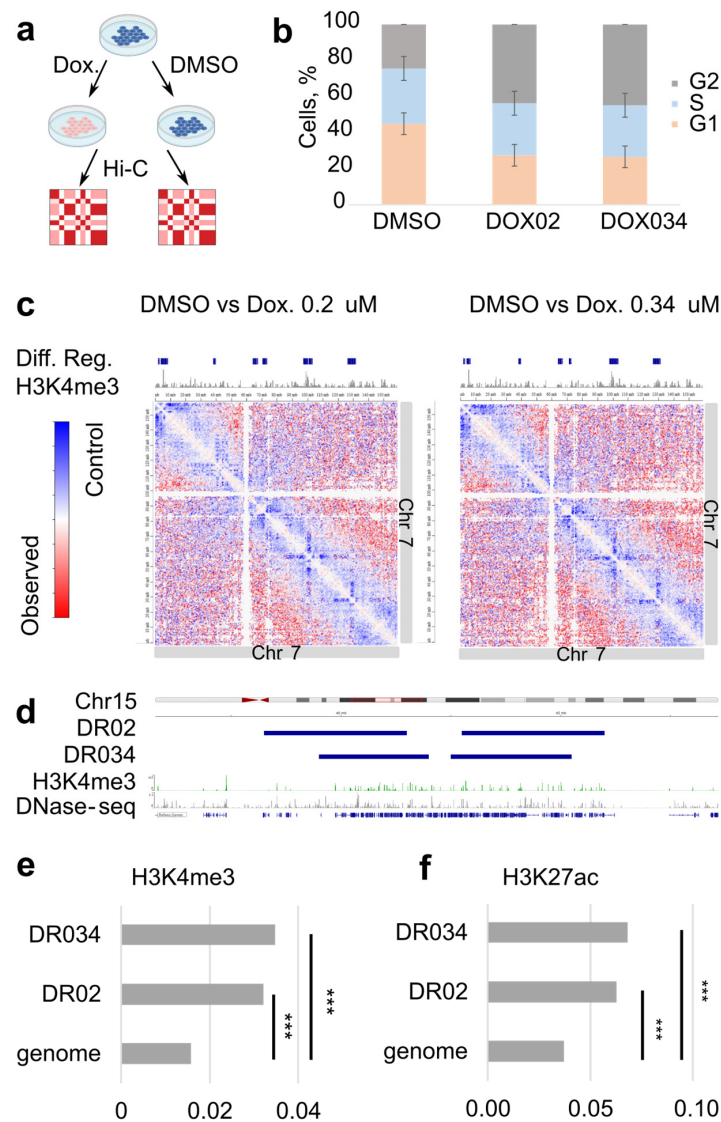 a
Dox.
DMSO
Hi-C
b
Cells, %
100
80
60
40
20
0
DMSO
DOX02
DOX034
G2
S
G1
c
DMSO vs Dox. 0.2 uM
DMSO vs Dox. 0.34 uM
Diff. Reg.
H3K4me3
Control
Observed
Chr 7
Chr 7
Chr 7
Chr 7
d
Chr15
DR02
DR034
H3K4me3
DNase-seq
e
H3K4me3
DR034
DR02
genome
***
***
0
0.02
0.04
f
H3K27ac
DR034
DR02
genome
***
***
0.00
0.05
0.10